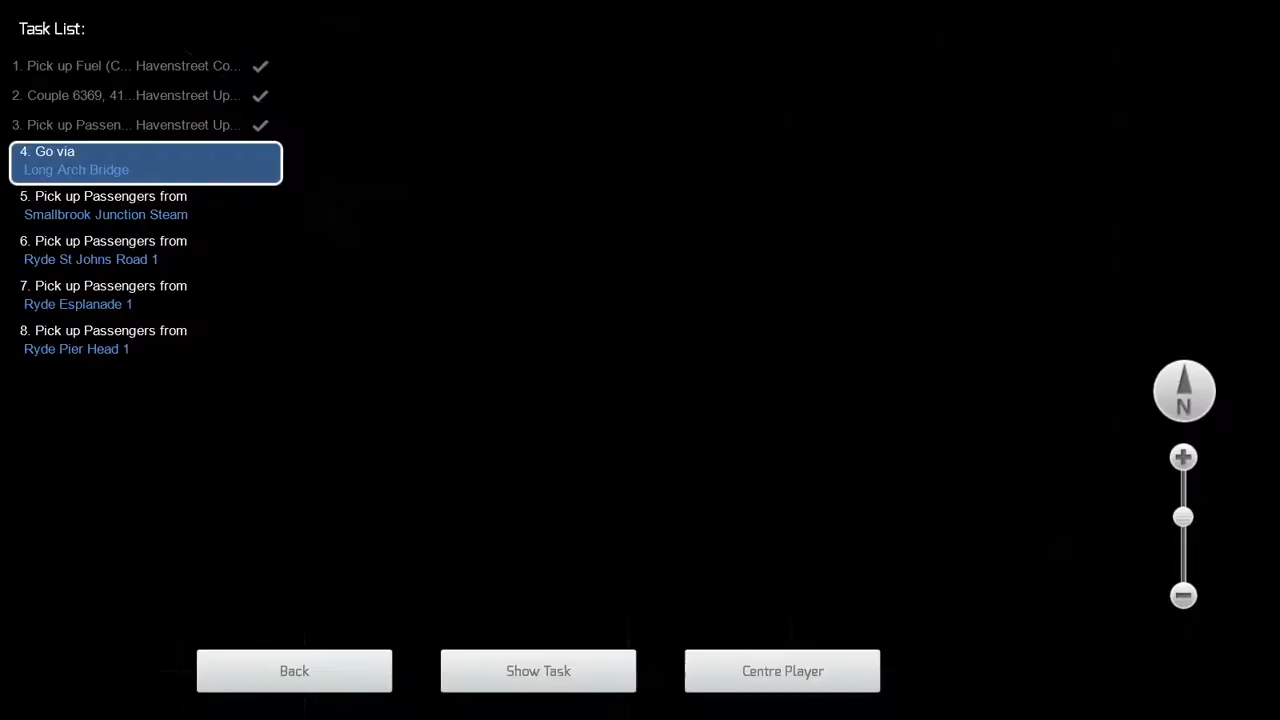 Task List:
1. Pick up Fuel (C... Havenstreet Co...
2. Couple 6369, 41...Havenstreet Up...
3. Pick up Passen... Havenstreet Up...
4. Go via
Long Arch Bridge
5. Pick up Passengers from
Smallbrook Junction Steam
6. Pick up Passengers from
Ryde St Johns Road 1
7. Pick up Passengers from
Ryde Esplanade 1
8. Pick up Passengers from
Ryde Pier Head 1
N
Back
Show Task
Centre Player